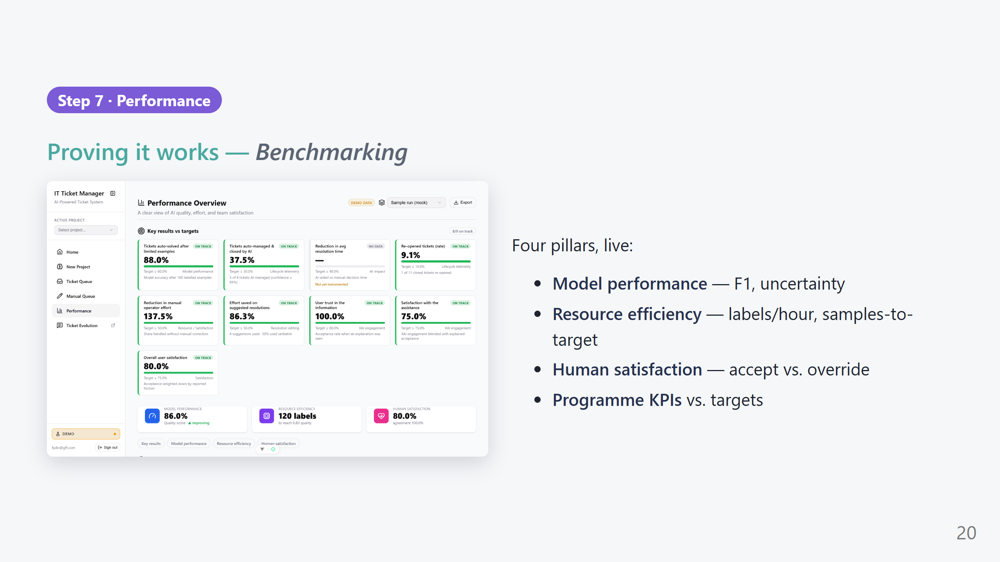 Step 7 · Performance
Proving it works — Benchmarking
IT Ticket Manager
AI-Powered Ticket System
ACTIVE PROJECT
Select project...
Home
New Project
Ticket Queue
Manual Queue
Performance
Ticket Evolution
DEMO
fpdo@gft.com
Sign out
Performance Overview
DEMO DATA
Sample run (mock)
Export
A clear view of AI quality, effort, and team satisfaction
Key results vs targets
8/9 on track
Tickets auto-solved after
limited examples
ON TRACK
88.0%
Target ≥ 60.0%
Model performance
Model accuracy after 160 labelled examples
Tickets auto-managed &
closed by AI
ON TRACK
37.5%
Target ≥ 30.0%
Lifecycle telemetry
3 of 8 tickets AI-managed (confidence ≥
85%)
Reduction in avg
resolution time
NO DATA
—
Target ≥ 40.0%
AI-impact
AI-aided vs manual decision time
Not yet instrumented
Re-opened tickets (rate)
ON TRACK
9.1%
Target ≤ 10.0%
Lifecycle telemetry
1 of 11 closed tickets re-opened
Reduction in manual
operator effort
ON TRACK
137.5%
Target ≥ 50.0%
Resource / Satisfaction
Share handled without manual correction
Effort saved on
suggested resolutions
ON TRACK
86.3%
Target ≥ 50.0%
Resolution editing
4 suggestions used · 50% used verbatim
User trust in the
information
ON TRACK
100.0%
Target ≥ 80.0%
XAI engagement
Acceptance rate when an explanation was
seen
Satisfaction with the
assistance
ON TRACK
75.0%
Target ≥ 75.0%
XAI engagement
XAI engagement blended with explained-
acceptance
Overall user satisfaction
ON TRACK
80.0%
Target ≥ 75.0%
Satisfaction
Acceptance weighted down by reported
friction
MODEL PERFORMANCE
86.0%
Quality score · ▲ improving
RESOURCE EFFICIENCY
120 labels
to reach 0.80 quality
HUMAN SATISFACTION
80.0%
agreement 100.0%
Key results
Model performance
Resource efficiency
Human satisfaction
Four pillars, live:
• Model performance — F1, uncertainty
• Resource efficiency — labels/hour, samples-to-
target
• Human satisfaction — accept vs. override
• Programme KPIs vs. targets
20